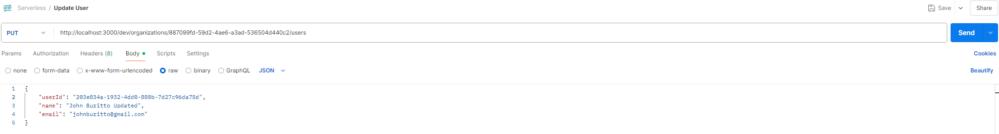 HTTP Serverless / Update User Save Share
PUT http://localhost:3000/dev/organizations/887099fd-59d2-4ae6-a3ad-536504d440c2/users Send
Params Authorization Headers (8) Body Scripts Settings Cookies
none form-data x-www-form-urlencoded raw binary GraphQL JSON Beautify
1 {
2 "userId": "203e834a-1932-4dd0-880b-7d27c96da75d",
3 "name": "John Buritto Updated",
4 "email": "johnburitto@gmail.com"
5 }